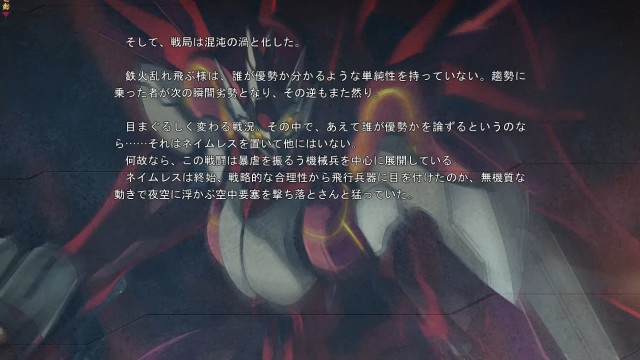 そして、戦局は混沌の渦と化した。
鉄火乱れ飛ぶ様は、誰が優勢か分かるような単純性を持っていない。趨勢に
乗った者が次の瞬間劣勢となり、その逆もまた然り。
目まぐるしく変わる戦況。その中で、あえて誰が優勢かを論ずるというのな
ら……それはネイムレスを置いて他にはいない。
何故なら、この戦闘は暴虐を振るう機械兵を中心に展開している。
ネイムレスは終始、戦略的な合理性から飛行兵器に目を付けたのか、無機質な
動きで夜空に浮かぶ空中要塞を撃ち落とさんと猛っていた。